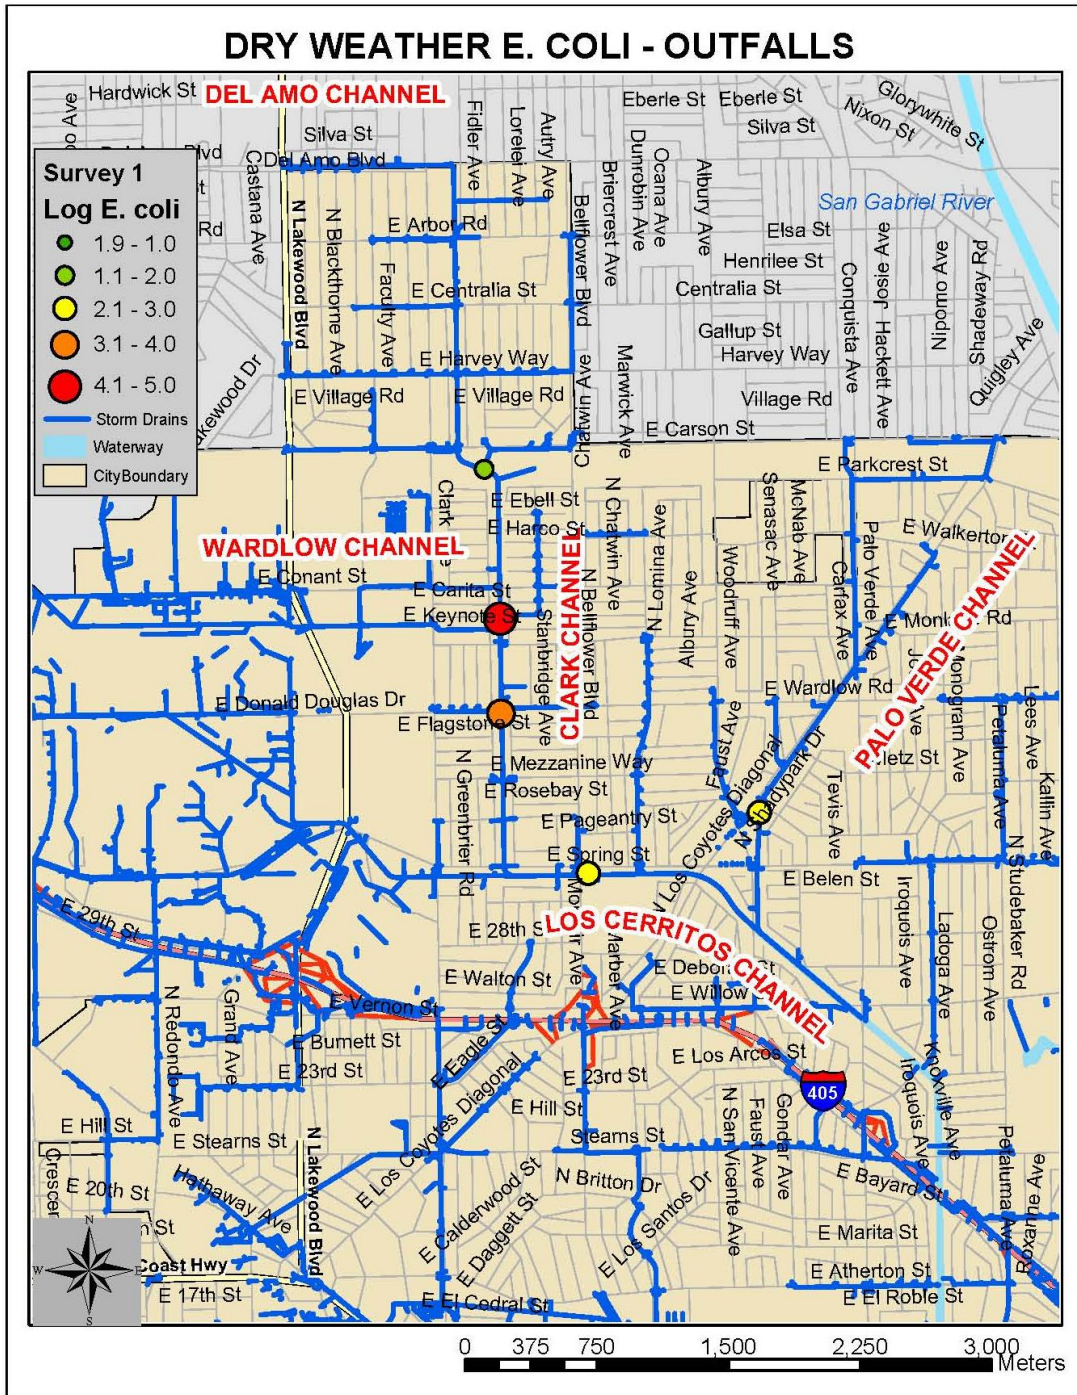 DRY WEATHER E. COLI - OUTFALLS
Hardwick St
DEL AMO CHANNEL
Silva St
Del Amo Blvd
Fidler Ave
Lorelei Ave
Autry Ave
Eberle St
Eberle St
Silva St
Nixon St
Glorywhite St
Castana Ave
N Lakewood Blvd
N Blackthorne Ave
Faculty Ave
E Arbor Rd
E Centralia St
E Harvey Way
E Village Rd
E Village Rd
Bellflower Blvd
Briercrest Ave
Dunrobin Ave
Ocana Ave
Albury Ave
San Gabriel River
Elsa St
Henrilee St
Centralia St
Gallup St
Harvey Way
Village Rd
Conquista Ave
Josie Ave
Hackett Ave
Nipomo Ave
Shadeway Rd
Quigley Ave
Chatwin Ave
Marwick Ave
E Carson St
Survey 1
Log E. coli
1.9 - 1.0
1.1 - 2.0
2.1 - 3.0
3.1 - 4.0
4.1 - 5.0
Storm Drains
Waterway
CityBoundary
E Parkcrest St
E Ebell St
E Harco St
N Chatwin Ave
N Lomina Ave
Senasac Ave
McNab Ave
Palo Verde Ave
WARDLOW CHANNEL
CLARK CHANNEL
PALO VERDE CHANNEL
E Conant St
E Carita St
E Keynote St
Stanbridge Ave
N Bellflower Blvd
Albury Ave
Woodruff Ave
Carfax Ave
E Wardlow Rd
Monogram Ave
E Donald Douglas Dr
E Flagstone St
E Mezzanine Way
E Rosebay St
E Pageantry St
E Spring St
N Greenbrier Rd
Faust Ave
N Los Coyotes Diagonal
N Shadypark Dr
Tevis Ave
Petaluma Ave
Lees Ave
Kallin Ave
N Studebaker Rd
E Belen St
E 29th St
E 28th St
LOS CERRITOS CHANNEL
Iroquois Ave
Ladoga Ave
Ostrom Ave
E Walton St
Marber Ave
E Willow
N Redondo Ave
Grand Ave
E Vernon St
E Burnett St
E 23rd St
E Eagle St
E Los Coyotes Diagonal
E 23rd St
E Los Arcos St
405
Iroquois Ave
Knoxville Ave
E Hill St
E Stearns St
N Lakewood Blvd
E Hill St
Stearns St
N San Vicente Ave
Faust Ave
Gondar Ave
E Bayard St
Petaluma Ave
Roxanne Ave
E 20th St
Hathaway Ave
E Calderwood St
E Daggett St
N Britton Dr
E Los Santos Dr
E Marita St
Coast Hwy
E 17th St
E El Cedral St
E Atherton St
E El Roble St
N
W
E
S
0 375 750 1,500 2,250 3,000
Meters